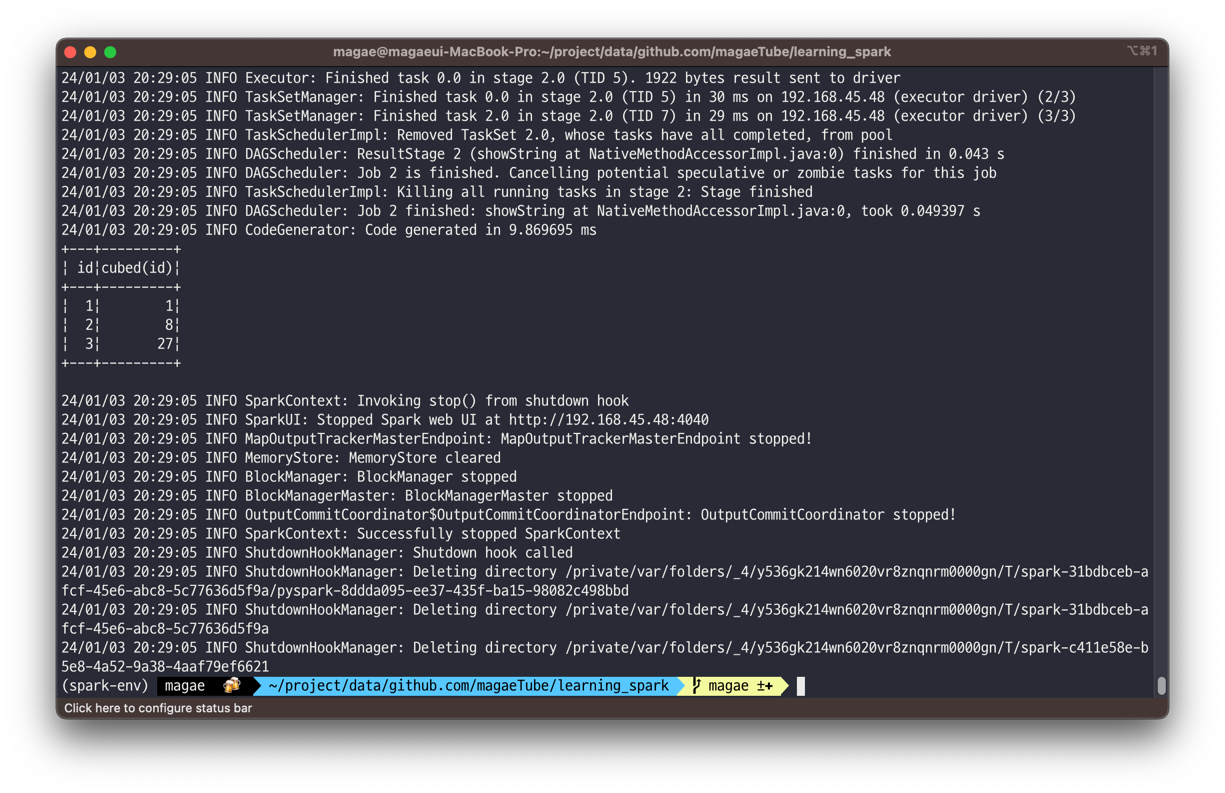 magae@magaeui-MacBook-Pro:~/project/data/github.com/magaeTube/learning_spark
⌥⌘1
24/01/03 20:29:05 INFO Executor: Finished task 0.0 in stage 2.0 (TID 5). 1922 bytes result sent to driver
24/01/03 20:29:05 INFO TaskSetManager: Finished task 0.0 in stage 2.0 (TID 5) in 30 ms on 192.168.45.48 (executor driver) (2/3)
24/01/03 20:29:05 INFO TaskSetManager: Finished task 2.0 in stage 2.0 (TID 7) in 29 ms on 192.168.45.48 (executor driver) (3/3)
24/01/03 20:29:05 INFO TaskSchedulerImpl: Removed TaskSet 2.0, whose tasks have all completed, from pool
24/01/03 20:29:05 INFO DAGScheduler: ResultStage 2 (showString at NativeMethodAccessorImpl.java:0) finished in 0.043 s
24/01/03 20:29:05 INFO DAGScheduler: Job 2 is finished. Cancelling potential speculative or zombie tasks for this job
24/01/03 20:29:05 INFO TaskSchedulerImpl: Killing all running tasks in stage 2: Stage finished
24/01/03 20:29:05 INFO DAGScheduler: Job 2 finished: showString at NativeMethodAccessorImpl.java:0, took 0.049397 s
24/01/03 20:29:05 INFO CodeGenerator: Code generated in 9.869695 ms
+---+---------+
| id|cubed(id)|
+---+---------+
|  1|        1|
|  2|        8|
|  3|       27|
+---+---------+
24/01/03 20:29:05 INFO SparkContext: Invoking stop() from shutdown hook
24/01/03 20:29:05 INFO SparkUI: Stopped Spark web UI at http://192.168.45.48:4040
24/01/03 20:29:05 INFO MapOutputTrackerMasterEndpoint: MapOutputTrackerMasterEndpoint stopped!
24/01/03 20:29:05 INFO MemoryStore: MemoryStore cleared
24/01/03 20:29:05 INFO BlockManager: BlockManager stopped
24/01/03 20:29:05 INFO BlockManagerMaster: BlockManagerMaster stopped
24/01/03 20:29:05 INFO OutputCommitCoordinator$OutputCommitCoordinatorEndpoint: OutputCommitCoordinator stopped!
24/01/03 20:29:05 INFO SparkContext: Successfully stopped SparkContext
24/01/03 20:29:05 INFO ShutdownHookManager: Shutdown hook called
24/01/03 20:29:05 INFO ShutdownHookManager: Deleting directory /private/var/folders/_4/y536gk214wn6020vr8znqnrm0000gn/T/spark-31bdbceb-a
fcf-45e6-abc8-5c77636d5f9a/pyspark-8ddda095-ee37-435f-ba15-98082c498bbd
24/01/03 20:29:05 INFO ShutdownHookManager: Deleting directory /private/var/folders/_4/y536gk214wn6020vr8znqnrm0000gn/T/spark-31bdbceb-a
fcf-45e6-abc8-5c77636d5f9a
24/01/03 20:29:05 INFO ShutdownHookManager: Deleting directory /private/var/folders/_4/y536gk214wn6020vr8znqnrm0000gn/T/spark-c411e58e-b
5e8-4a52-9a38-4aaf79ef6621
(spark-env) magae 🍻 ~/project/data/github.com/magaeTube/learning_spark magae ±+
Click here to configure status bar